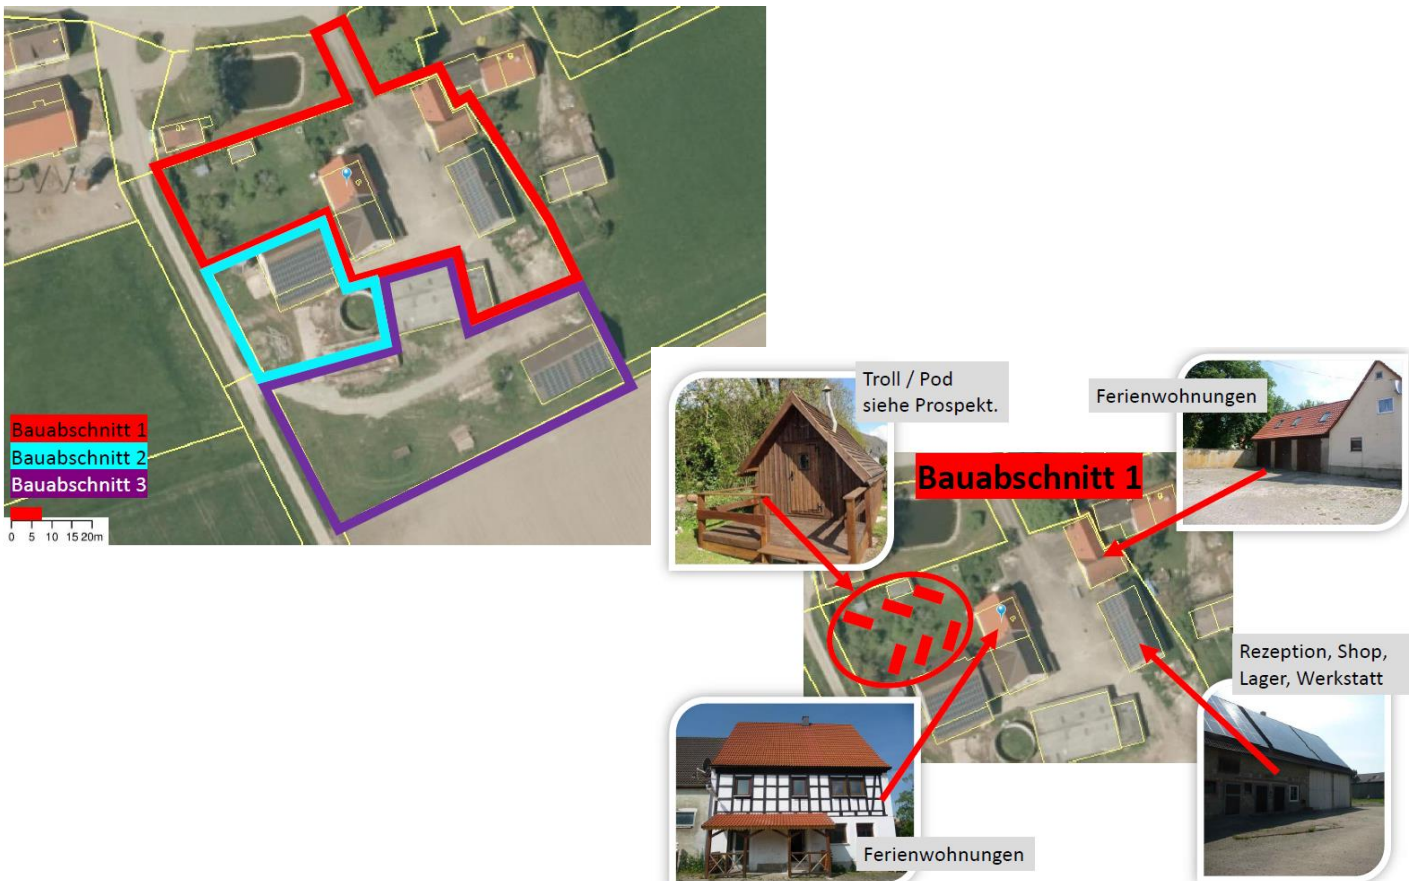 BVV
Bauabschnitt 1
Bauabschnitt 2
Bauabschnitt 3
0 5 10 15 20m
Troll / Pod
siehe Prospekt.
Ferienwohnungen
Bauabschnitt 1
Rezeption, Shop,
Lager, Werkstatt
Ferienwohnungen